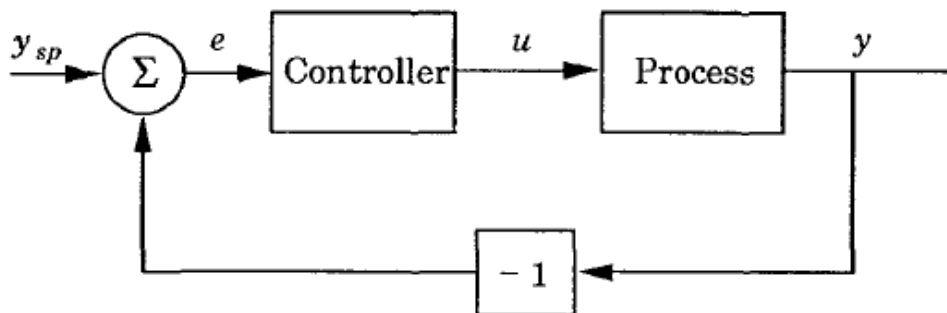 y sp
Σ
e
Controller
u
Process
y
− 1